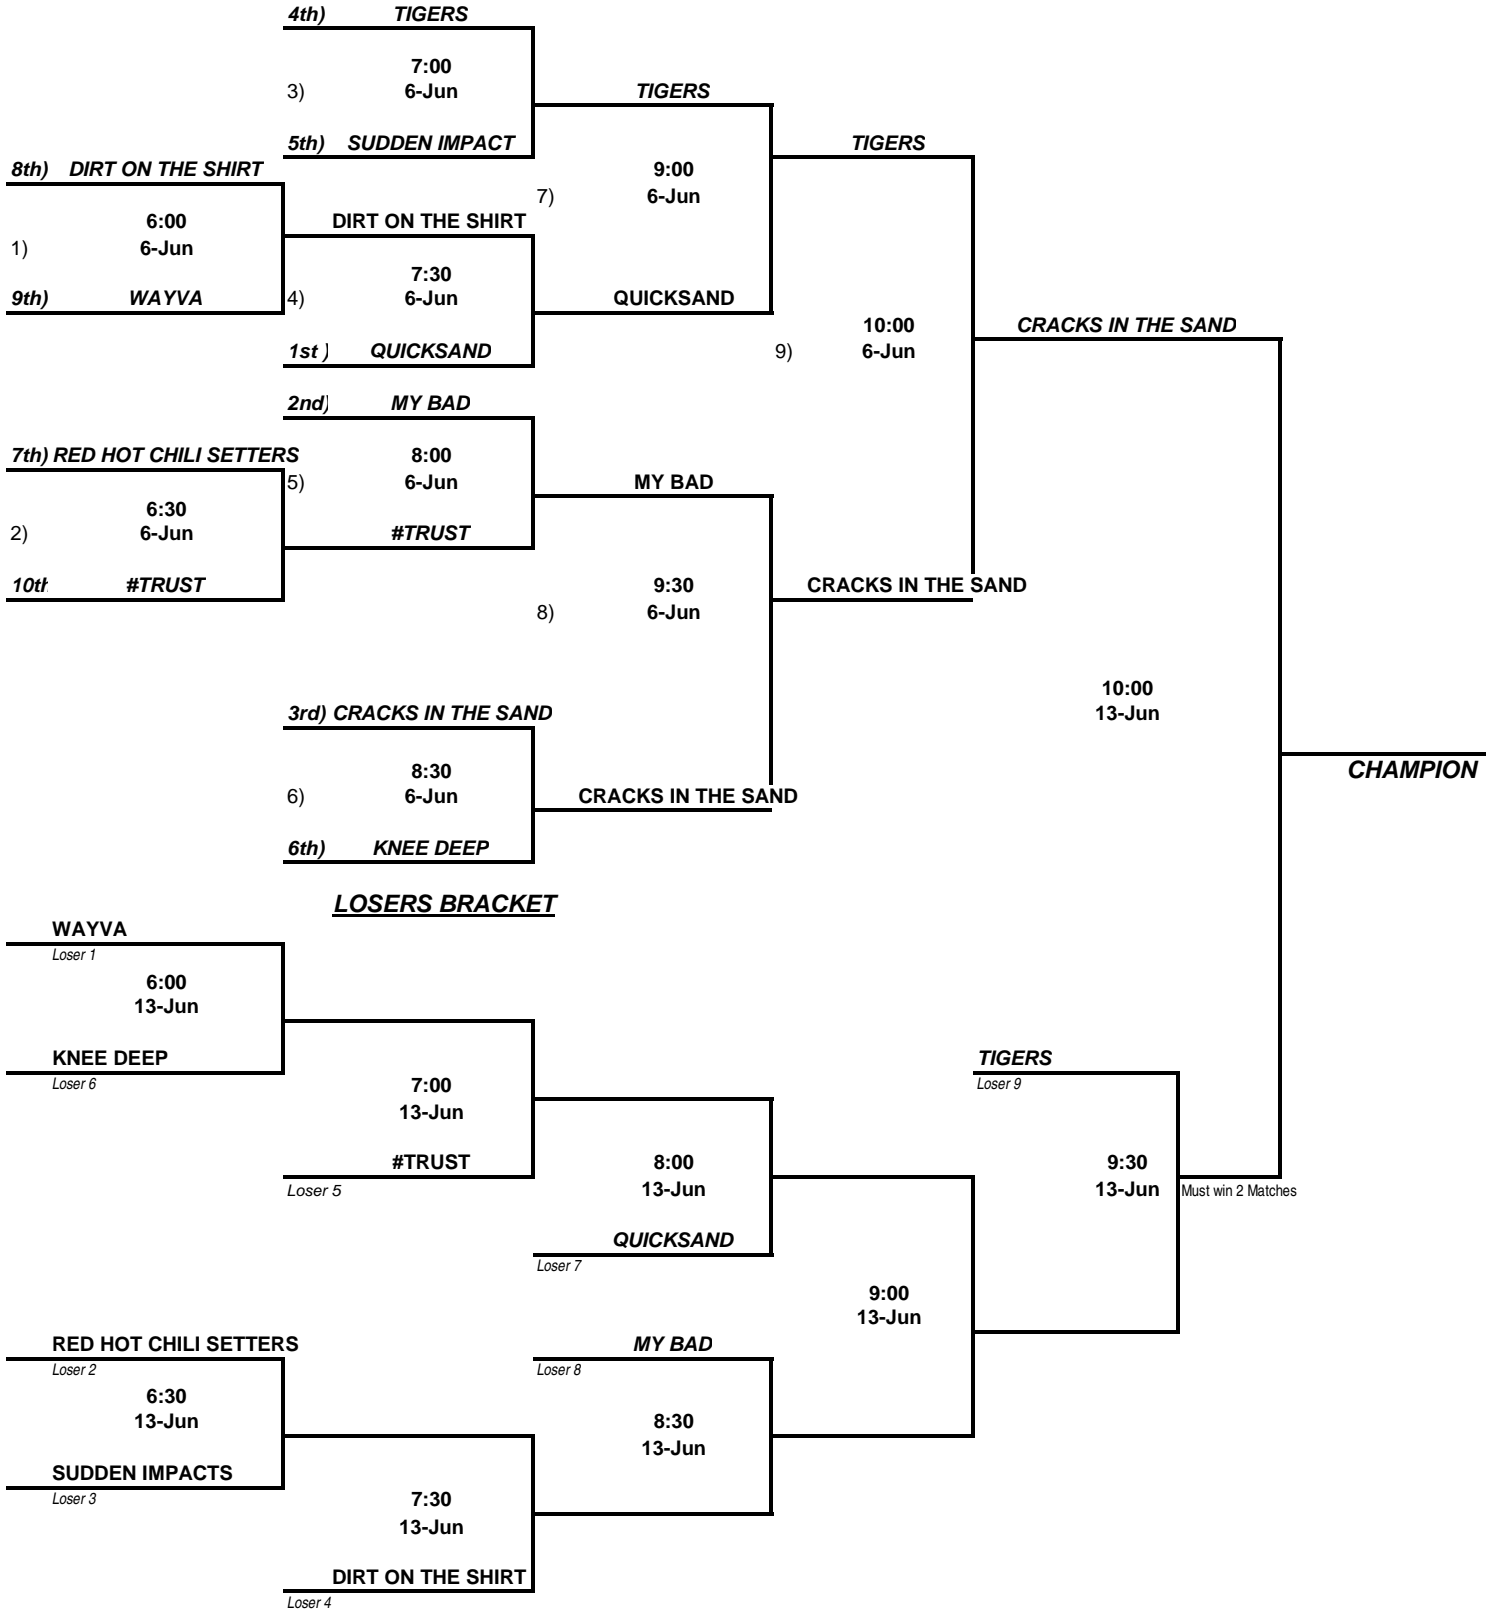 4th) TIGERS
7:00
3) 6-Jun
TIGERS
5th) SUDDEN IMPACT
TIGERS
8th) DIRT ON THE SHIRT
9:00
7) 6-Jun
6:00
DIRT ON THE SHIRT
1) 6-Jun
7:30
9th) WAYVA
4) 6-Jun
QUICKSAND
10:00
CRACKS IN THE SAND
1st ) QUICKSAND
9) 6-Jun
2nd) MY BAD
7th) RED HOT CHILI SETTERS
8:00
5) 6-Jun
MY BAD
6:30
2) 6-Jun
#TRUST
10th #TRUST
9:30
CRACKS IN THE SAND
8) 6-Jun
10:00
13-Jun
3rd) CRACKS IN THE SAND
8:30
CHAMPION
6) 6-Jun
CRACKS IN THE SAND
6th) KNEE DEEP
LOSERS BRACKET
WAYVA
Loser 1
6:00
13-Jun
KNEE DEEP
TIGERS
Loser 6
Loser 9
7:00
13-Jun
#TRUST
8:00
9:30
Loser 5
13-Jun
13-Jun
Must win 2 Matches
QUICKSAND
Loser 7
9:00
13-Jun
RED HOT CHILI SETTERS
MY BAD
Loser 2
Loser 8
6:30
13-Jun
8:30
13-Jun
SUDDEN IMPACTS
Loser 3
7:30
13-Jun
DIRT ON THE SHIRT
Loser 4